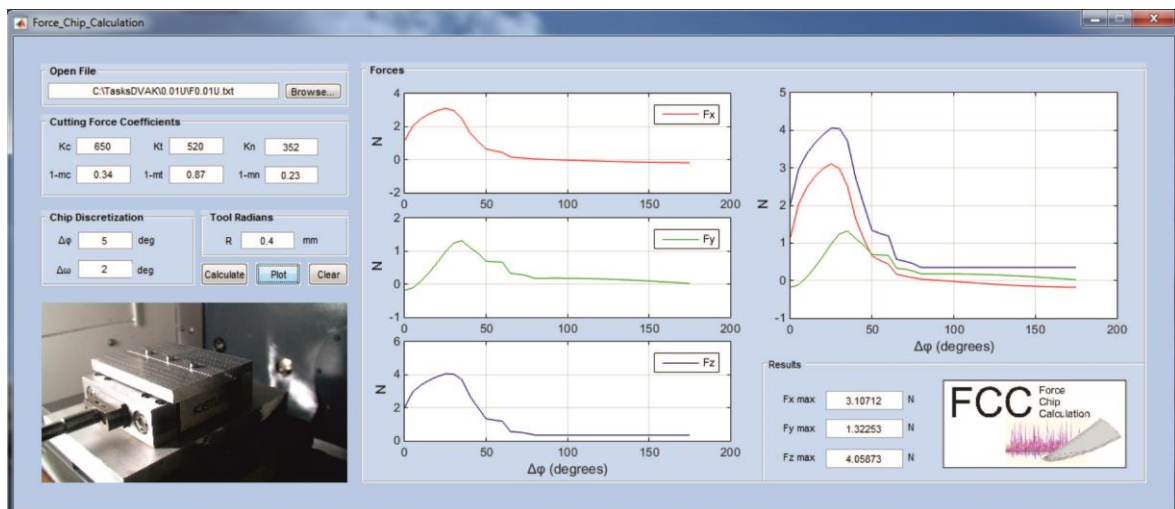 Force_Chip_Calculation
Open File
C:\TasksDVAK\0.01U\F0.01U.txt Browse...
Cutting Force Coefficients
Kc 650 Kt 520 Kn 352
1-mc 0.34 1-mt 0.87 1-mn 0.23
Chip Discretization
Δφ 5 deg
Δω 2 deg
Tool Radians
R 0.4 mm
Calculate Plot Clear
KISTLER
Forces
4
2
0
-2
N
Fx
0 50 100 150 200
2
1
0
-1
N
Fy
0 50 100 150 200
6
4
2
0
N
Fz
0 50 100 150 200
Δφ (degrees)
5
4
3
2
1
0
-1
N
0 50 100 150 200
Δφ (degrees)
Results
Fx max 3.10712 N
Fy max 1.32253 N
Fz max 4.05873 N
FCC Force
Chip
Calculation